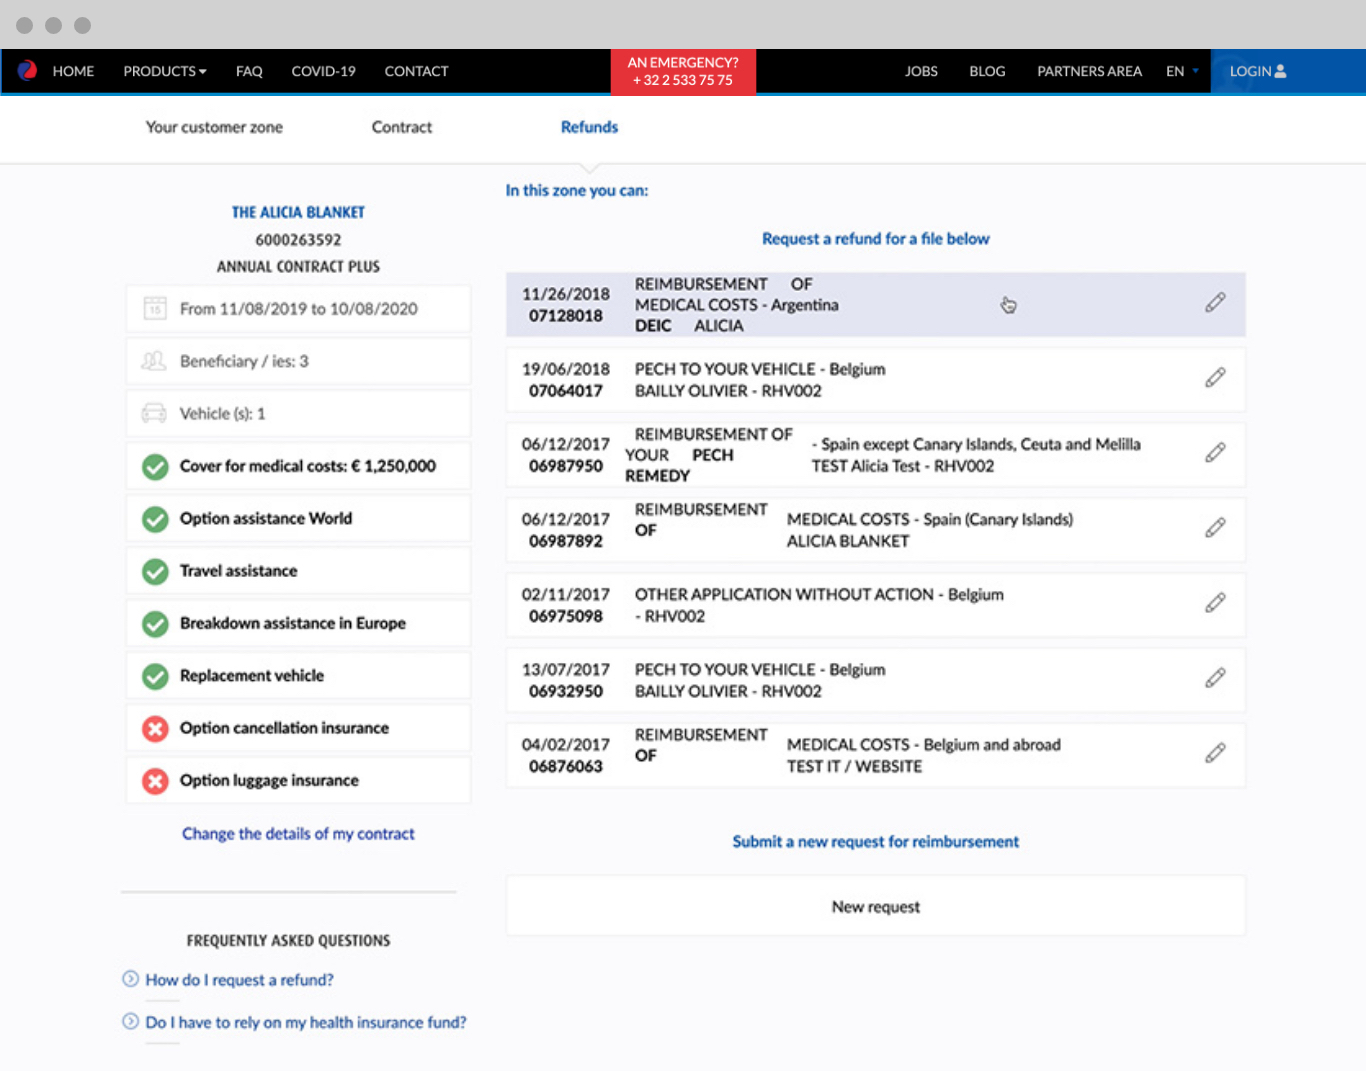 HOME PRODUCTS FAQ COVID-19 CONTACT
AN EMERGENCY?
+ 32 2 533 75 75
JOBS BLOG PARTNERS AREA EN LOGIN
Your customer zone Contract Refunds
THE ALICIA BLANKET
6000263592
ANNUAL CONTRACT PLUS
15 From 11/08/2019 to 10/08/2020
Beneficiary / ies: 3
Vehicle (s): 1
Cover for medical costs: € 1,250,000
Option assistance World
Travel assistance
Breakdown assistance in Europe
Replacement vehicle
Option cancellation insurance
Option luggage insurance
Change the details of my contract
FREQUENTLY ASKED QUESTIONS
How do I request a refund?
Do I have to rely on my health insurance fund?
In this zone you can:
Request a refund for a file below
11/26/2018
07128018
REIMBURSEMENT OF
MEDICAL COSTS - Argentina
DEIC ALICIA
19/06/2018
07064017
PECH TO YOUR VEHICLE - Belgium
BAILLY OLIVIER - RHV002
06/12/2017
06987950
REIMBURSEMENT OF
YOUR PECH
REMEDY
- Spain except Canary Islands, Ceuta and Melilla
TEST Alicia Test - RHV002
06/12/2017
06987892
REIMBURSEMENT
OF
MEDICAL COSTS - Spain (Canary Islands)
ALICIA BLANKET
02/11/2017
06975098
OTHER APPLICATION WITHOUT ACTION - Belgium
- RHV002
13/07/2017
06932950
PECH TO YOUR VEHICLE - Belgium
BAILLY OLIVIER - RHV002
04/02/2017
06876063
REIMBURSEMENT
OF
MEDICAL COSTS - Belgium and abroad
TEST IT / WEBSITE
Submit a new request for reimbursement
New request